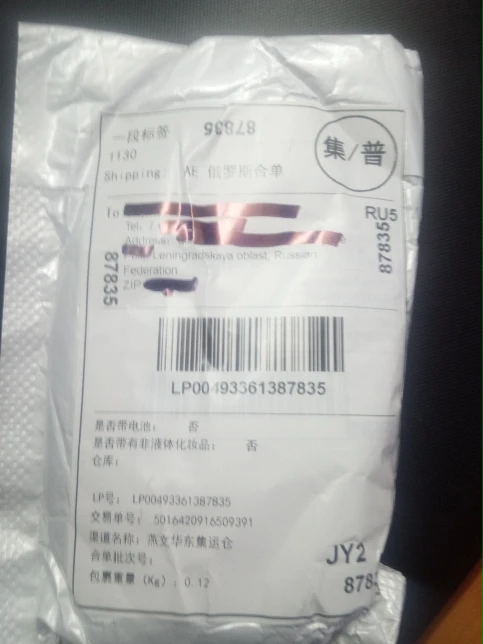 一段标签
87835
1130
集/普
Shipping: AE 俄罗斯合单
To
RU5
Tel: 7
Address:
e
Leningradskaya oblast, Russian
Federation
ZIP
87835
87835
LP00493361387835
是否带电池： 否
是否带有非液体化妆品： 否
仓库：
LP号： LP00493361387835
交易单号： 5016420916509391
渠道名称： 燕文华东集运仓
合单批次号：
包裹重量（Kg）： 0.12
JY2
878